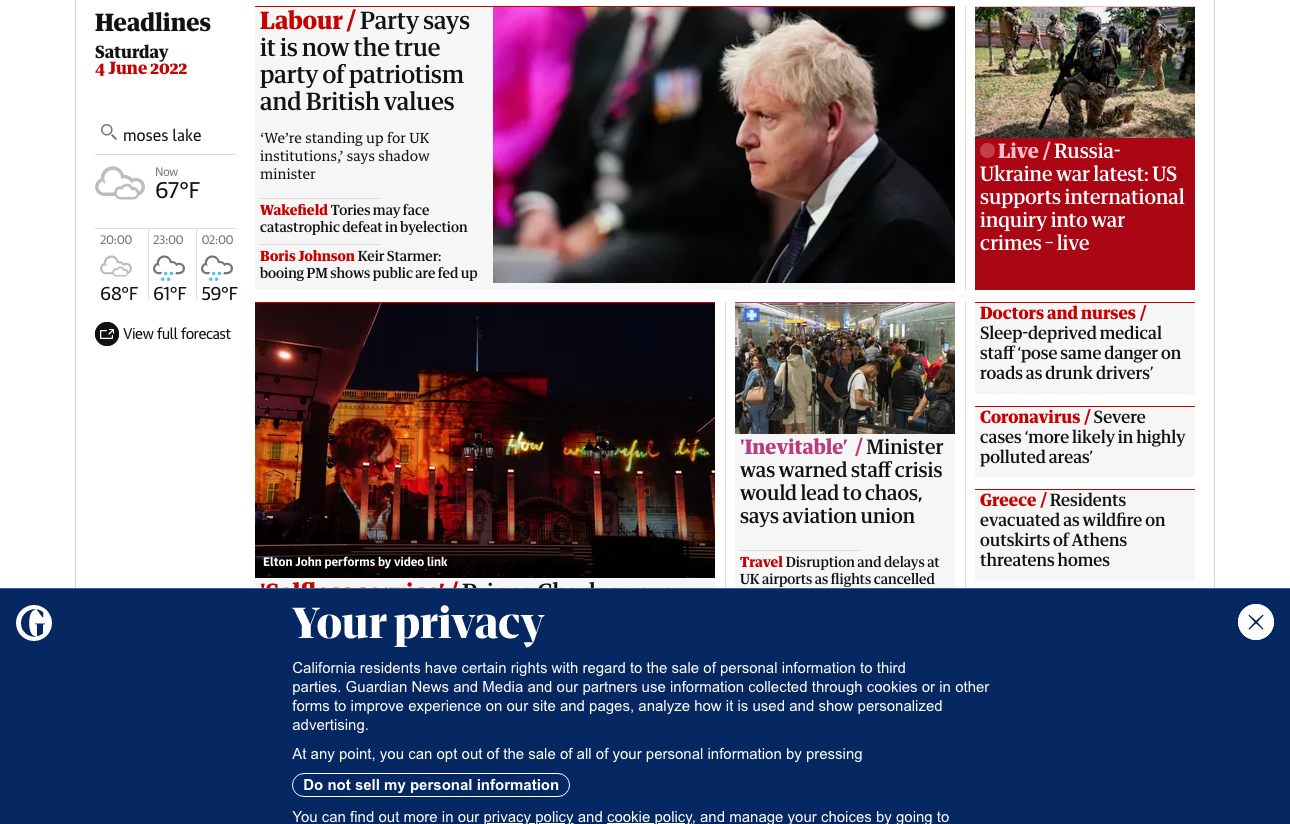 Headlines
Saturday
4 June 2022
moses lake
Now
67°F
20:00
23:00
02:00
68°F
61°F
59°F
View full forecast
Labour / Party says
it is now the true
party of patriotism
and British values
‘We’re standing up for UK
institutions,’ says shadow
minister
Wakefield Tories may face
catastrophic defeat in byelection
Boris Johnson Keir Starmer:
booing PM shows public are fed up
Live / Russia-
Ukraine war latest: US
supports international
inquiry into war
crimes – live
How wonderful life
Elton John performs by video link
'Inevitable’ / Minister
was warned staff crisis
would lead to chaos,
says aviation union
Travel Disruption and delays at
UK airports as flights cancelled
Doctors and nurses /
Sleep-deprived medical
staff ‘pose same danger on
roads as drunk drivers’
Coronavirus / Severe
cases ‘more likely in highly
polluted areas’
Greece / Residents
evacuated as wildfire on
outskirts of Athens
threatens homes
G
Your privacy
California residents have certain rights with regard to the sale of personal information to third
parties. Guardian News and Media and our partners use information collected through cookies or in other
forms to improve experience on our site and pages, analyze how it is used and show personalized
advertising.
At any point, you can opt out of the sale of all of your personal information by pressing
Do not sell my personal information
You can find out more in our privacy policy and cookie policy, and manage your choices by going to